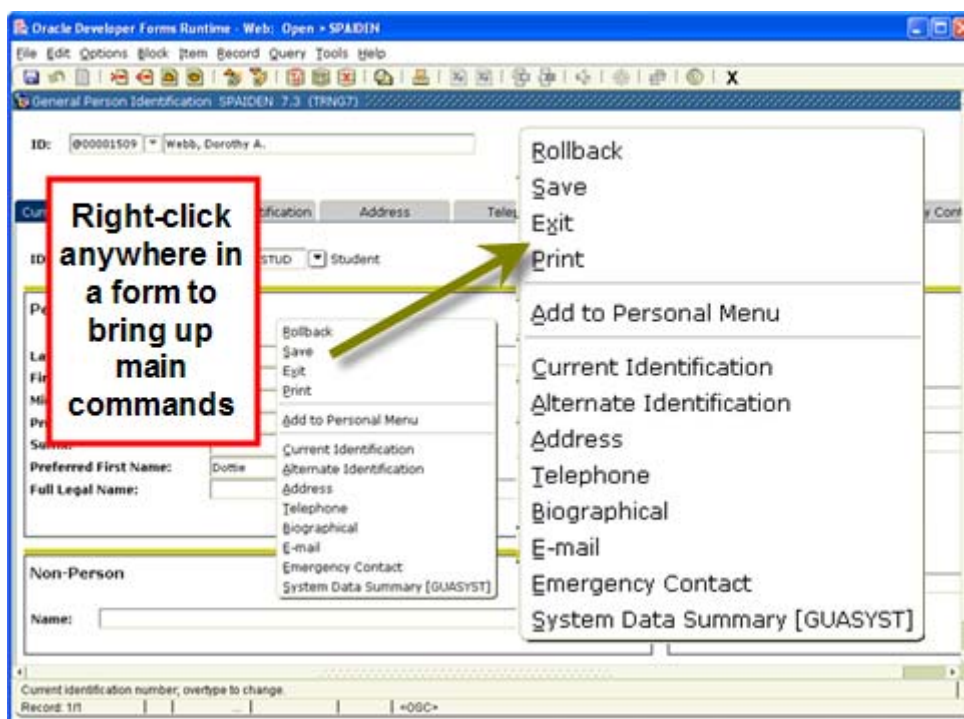 Oracle Developer Forms Runtime - Web: Open > SPAIDEN
File Edit Options Block Item Record Query Tools Help
X
General Person Identification SPAIDEN 7.3 (TRNG7)
ID: @00001509 Webb, Dorothy A.
Address
STUD Student
Right-click
anywhere in
a form to
bring up
main
commands
Preferred First Name: Dottie
Full Legal Name:
Non-Person
Name:
Rollback
Save
Exit
Print
Add to Personal Menu
Current Identification
Alternate Identification
Address
Telephone
Biographical
E-mail
Emergency Contact
System Data Summary [GUASYST]
Rollback
Save
Exit
Print
Add to Personal Menu
Current Identification
Alternate Identification
Address
Telephone
Biographical
E-mail
Emergency Contact
System Data Summary [GUASYST]
Current identification number; overtype to change.
Record: 1/1 ... <OSC>